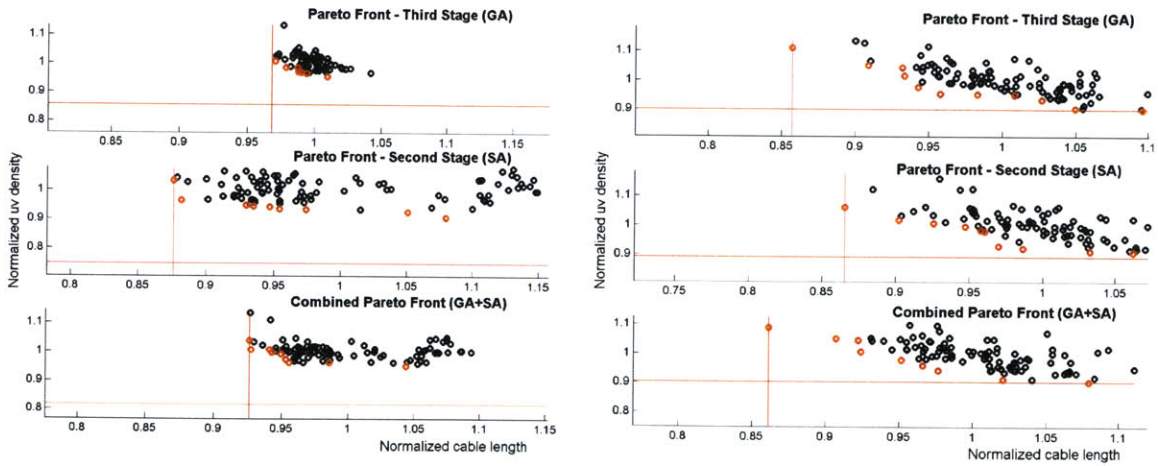 Pareto Front - Third Stage (GA)
1.1
1
0.9
0.8
0.85 0.9 0.95 1 1.05 1.1 1.15
Pareto Front - Second Stage (SA)
1
0.9
0.8
0.8 0.85 0.9 0.95 1 1.05 1.1 1.15
Combined Pareto Front (GA+SA)
1.1
1
0.9
0.8
0.8 0.85 0.9 0.95 1 1.05 1.1 1.15
Normalized uv density
Normalized cable length
Pareto Front - Third Stage (GA)
1.1
1
0.9
0.8 0.85 0.9 0.95 1 1.05 1.1
Pareto Front - Second Stage (SA)
1.1
1
0.9
0.8
0.75 0.8 0.85 0.9 0.95 1 1.05
Combined Pareto Front (GA+SA)
1.1
1
0.9
0.8
0.8 0.85 0.9 0.95 1 1.05 1.1
Normalized uv density
Normalized cable length